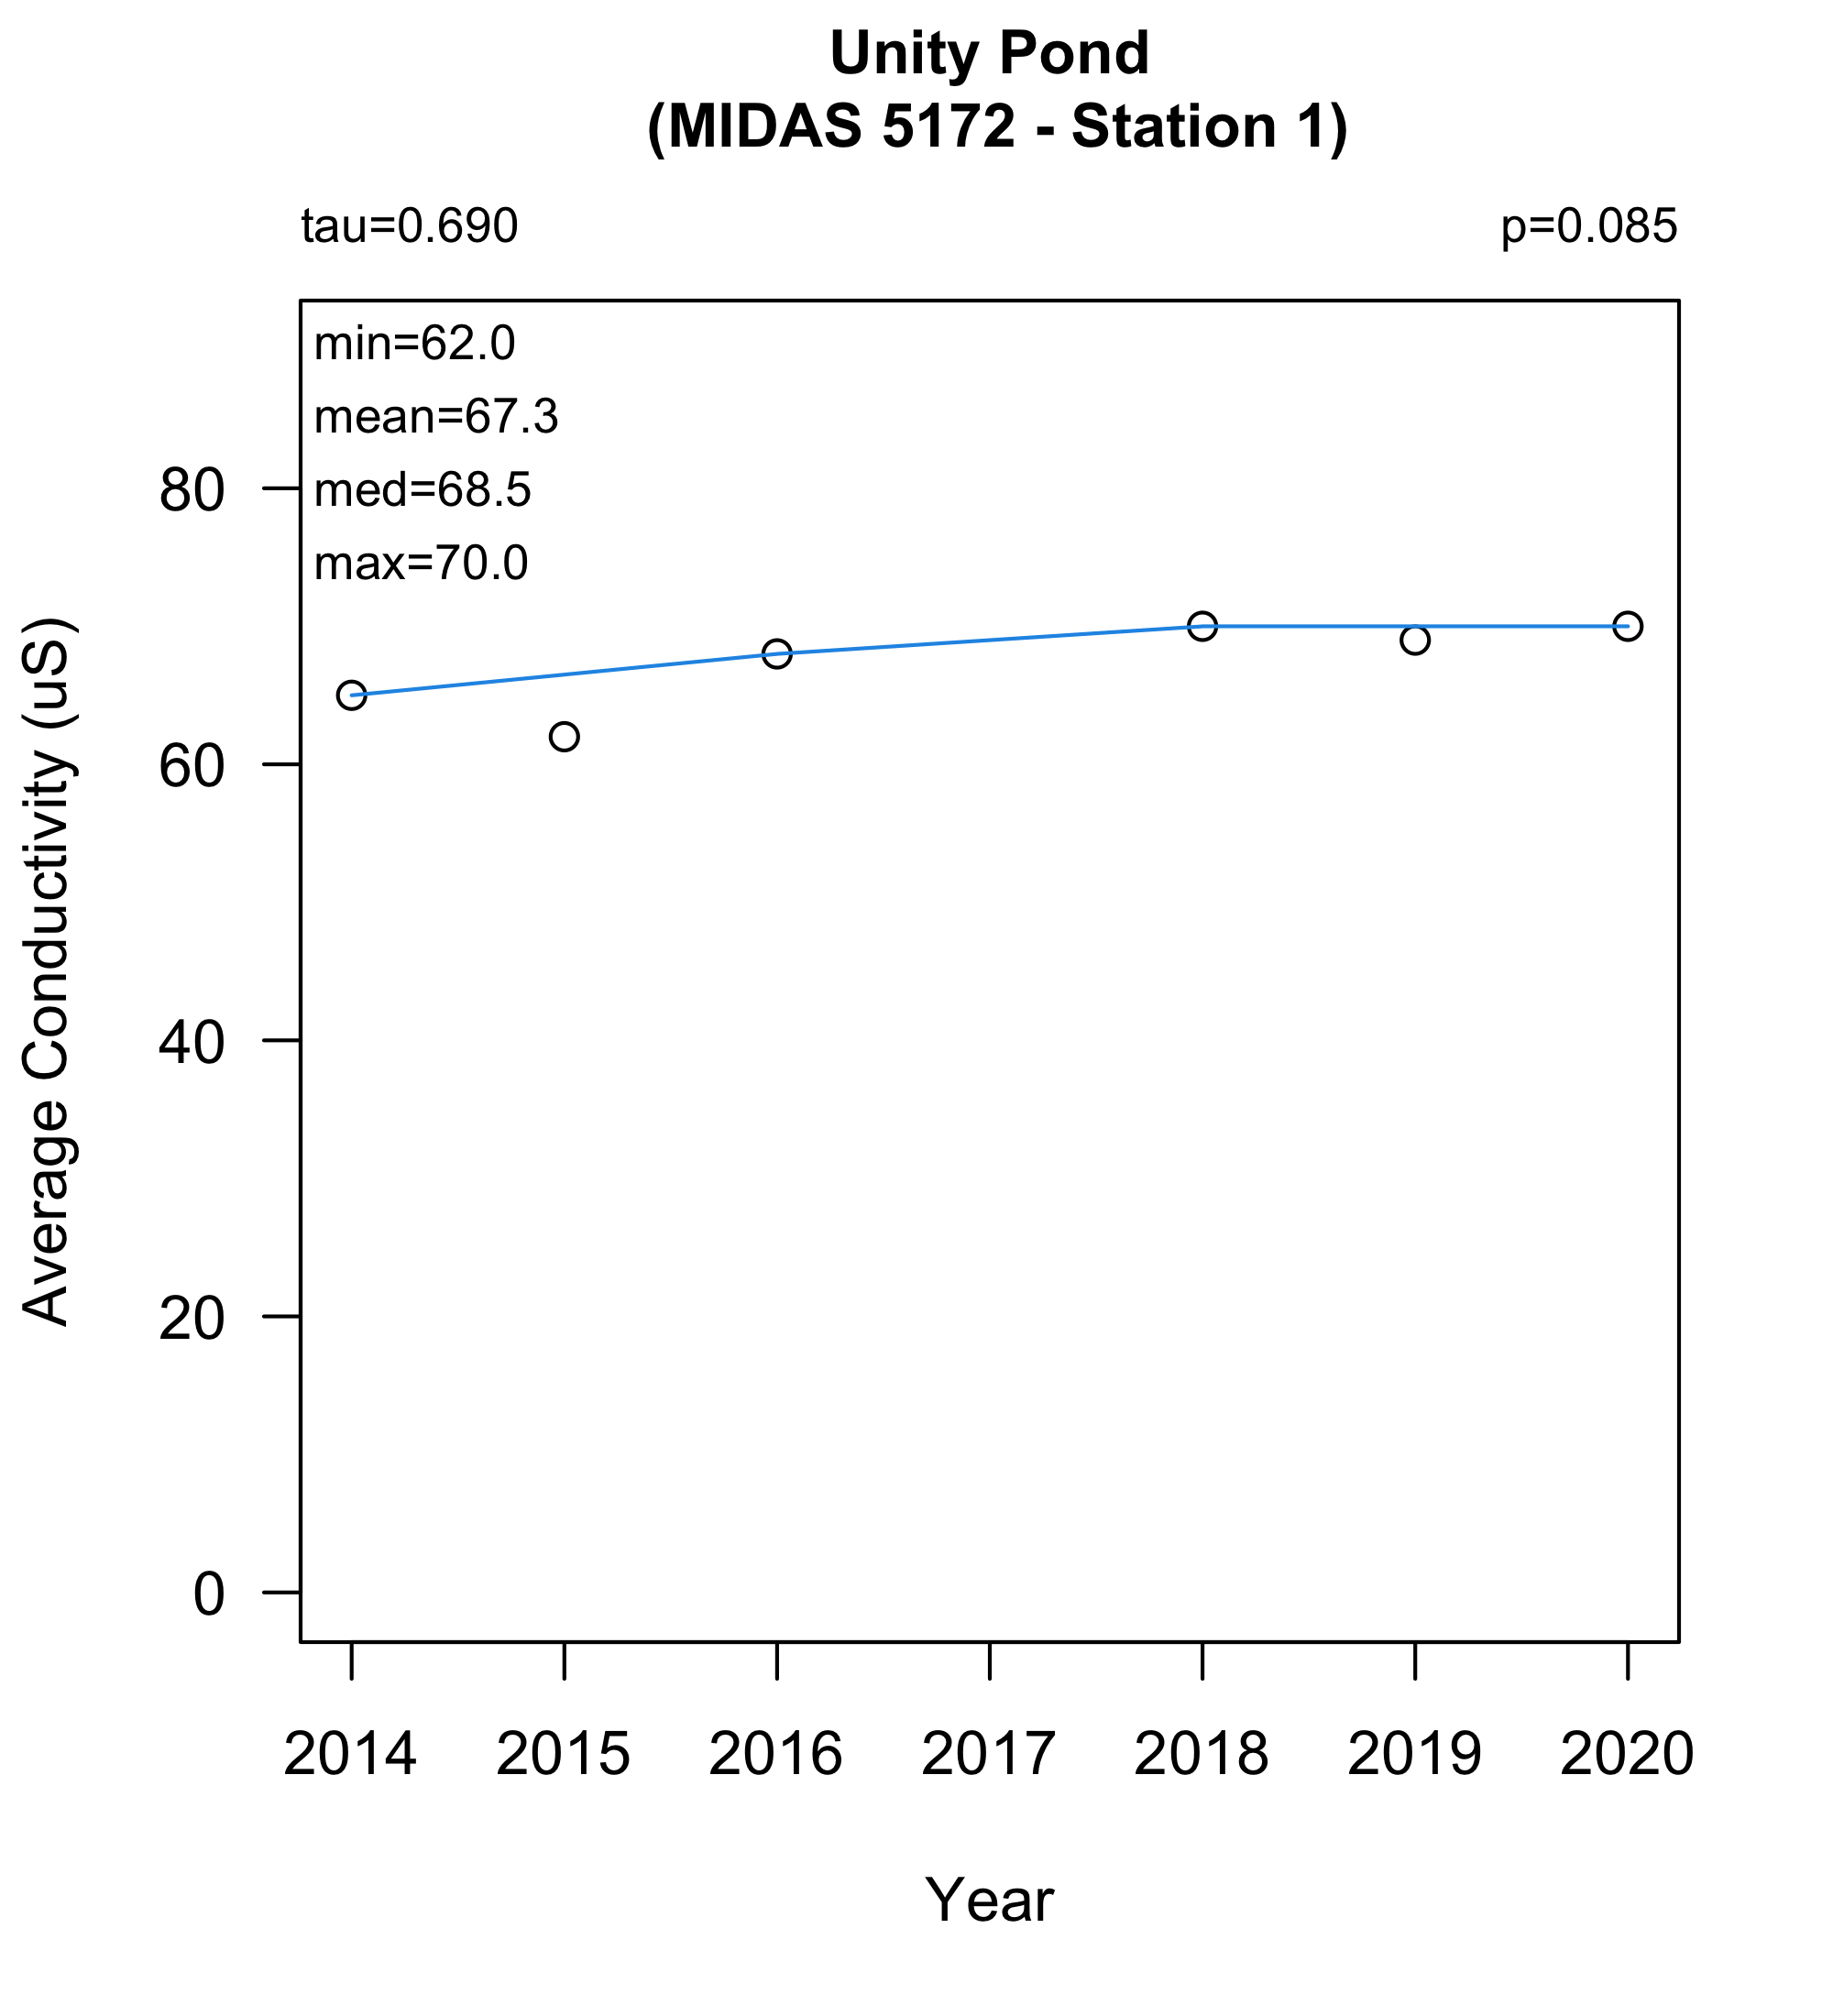 Unity Pond
(MIDAS 5172 - Station 1)
tau=0.690
p=0.085
min=62.0
mean=67.3
med=68.5
max=70.0
Average Conductivity (uS)
80
60
40
20
0
2014 2015 2016 2017 2018 2019 2020
Year